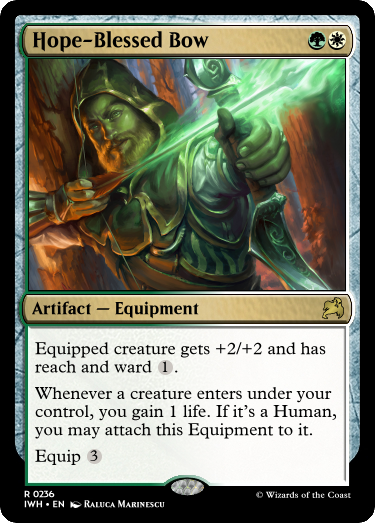 Hope-Blessed Bow
Artifact — Equipment
Equipped creature gets +2/+2 and has
reach and ward 1.
Whenever a creature enters under your
control, you gain 1 life. If it's a Human,
you may attach this Equipment to it.
Equip 3
R 0236
IWH • EN Raluca Marinescu
© Wizards of the Coast